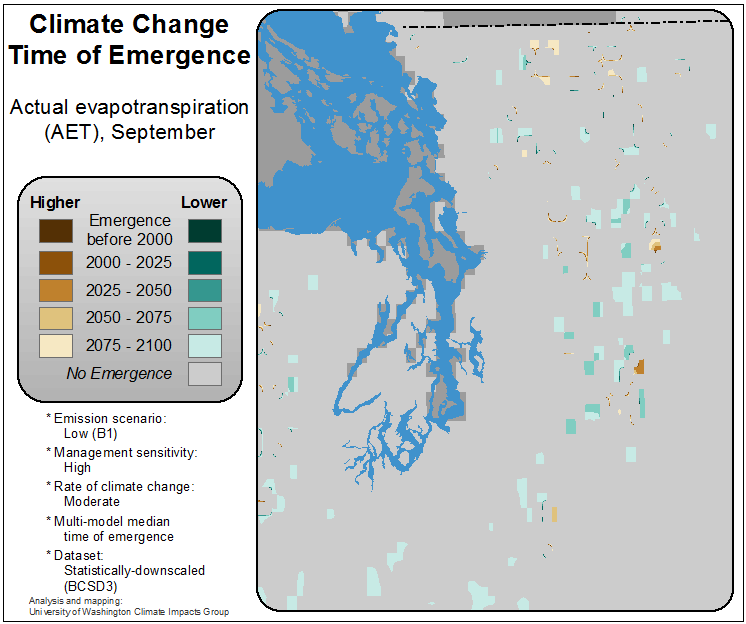 Climate Change
Time of Emergence
Actual evapotranspiration
(AET), September
Higher
Lower
Emergence
before 2000
2000 - 2025
2025 - 2050
2050 - 2075
2075 - 2100
No Emergence
* Emission scenario:
Low (B1)
* Management sensitivity:
High
* Rate of climate change:
Moderate
* Multi-model median
time of emergence
* Dataset:
Statistically-downscaled
(BCSD3)
Analysis and mapping:
University of Washington Climate Impacts Group